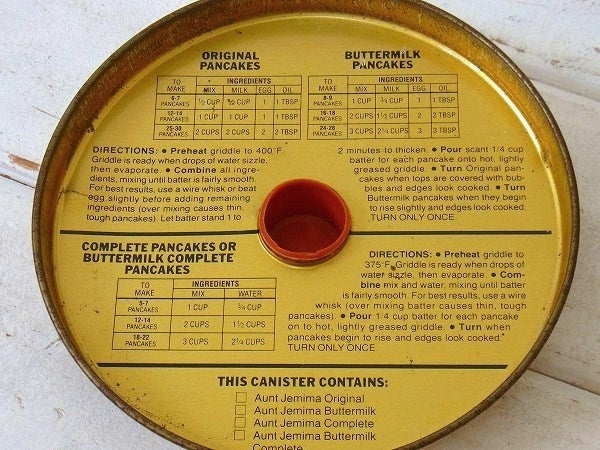 ORIGINAL
PANCAKES
TO MAKE | INGREDIENTS
MIX | MILK | EGG | OIL
6-7 PANCAKES | ½ CUP | ½ CUP | 1 | 1 TBSP
12-14 PANCAKES | 1 CUP | 1 CUP | 1 | 1 TBSP
25-30 PANCAKES | 2 CUPS | 2 CUPS | 2 | 2 TBSP
BUTTERMILK
PANCAKES
TO MAKE | INGREDIENTS
MIX | MILK | EGG | OIL
8-9 PANCAKES | 1 CUP | ¾ CUP | 1 | 1 TBSP
16-18 PANCAKES | 2 CUPS | 1½ CUPS | 2 | 2 TBSP
24-28 PANCAKES | 3 CUPS | 2¼ CUPS | 3 | 3 TBSP
DIRECTIONS: ● Preheat griddle to 400°F.
Griddle is ready when drops of water sizzle,
then evaporate. ● Combine all ingre-
dients, mixing until batter is fairly smooth.
For best results, use a wire whisk or beat
egg slightly before adding remaining
ingredients (over mixing causes thin,
tough pancakes). Let batter stand 1 to
2 minutes to thicken. ● Pour scant 1/4 cup
batter for each pancake onto hot, lightly
greased griddle. ● Turn Original pan-
cakes when tops are covered with bub-
bles and edges look cooked. ● Turn
Buttermilk pancakes when they begin
to rise slightly and edges look cooked.
TURN ONLY ONCE.
COMPLETE PANCAKES OR
BUTTERMILK COMPLETE
PANCAKES
TO MAKE | INGREDIENTS
MIX | WATER
5-7 PANCAKES | 1 CUP | ¾ CUP
12-14 PANCAKES | 2 CUPS | 1½ CUPS
18-22 PANCAKES | 3 CUPS | 2¼ CUPS
DIRECTIONS: ● Preheat griddle to
375°F. Griddle is ready when drops of
water sizzle, then evaporate. ● Com-
bine mix and water, mixing until batter
is fairly smooth. For best results, use a wire
whisk (over mixing batter causes thin, tough
pancakes). ● Pour 1/4 cup batter for each pancake
on to hot, lightly greased griddle. ● Turn when
pancakes begin to rise and edges look cooked.
TURN ONLY ONCE.
THIS CANISTER CONTAINS:
☐ Aunt Jemima Original
☐ Aunt Jemima Buttermilk
☐ Aunt Jemima Complete
☐ Aunt Jemima Buttermilk
Complete